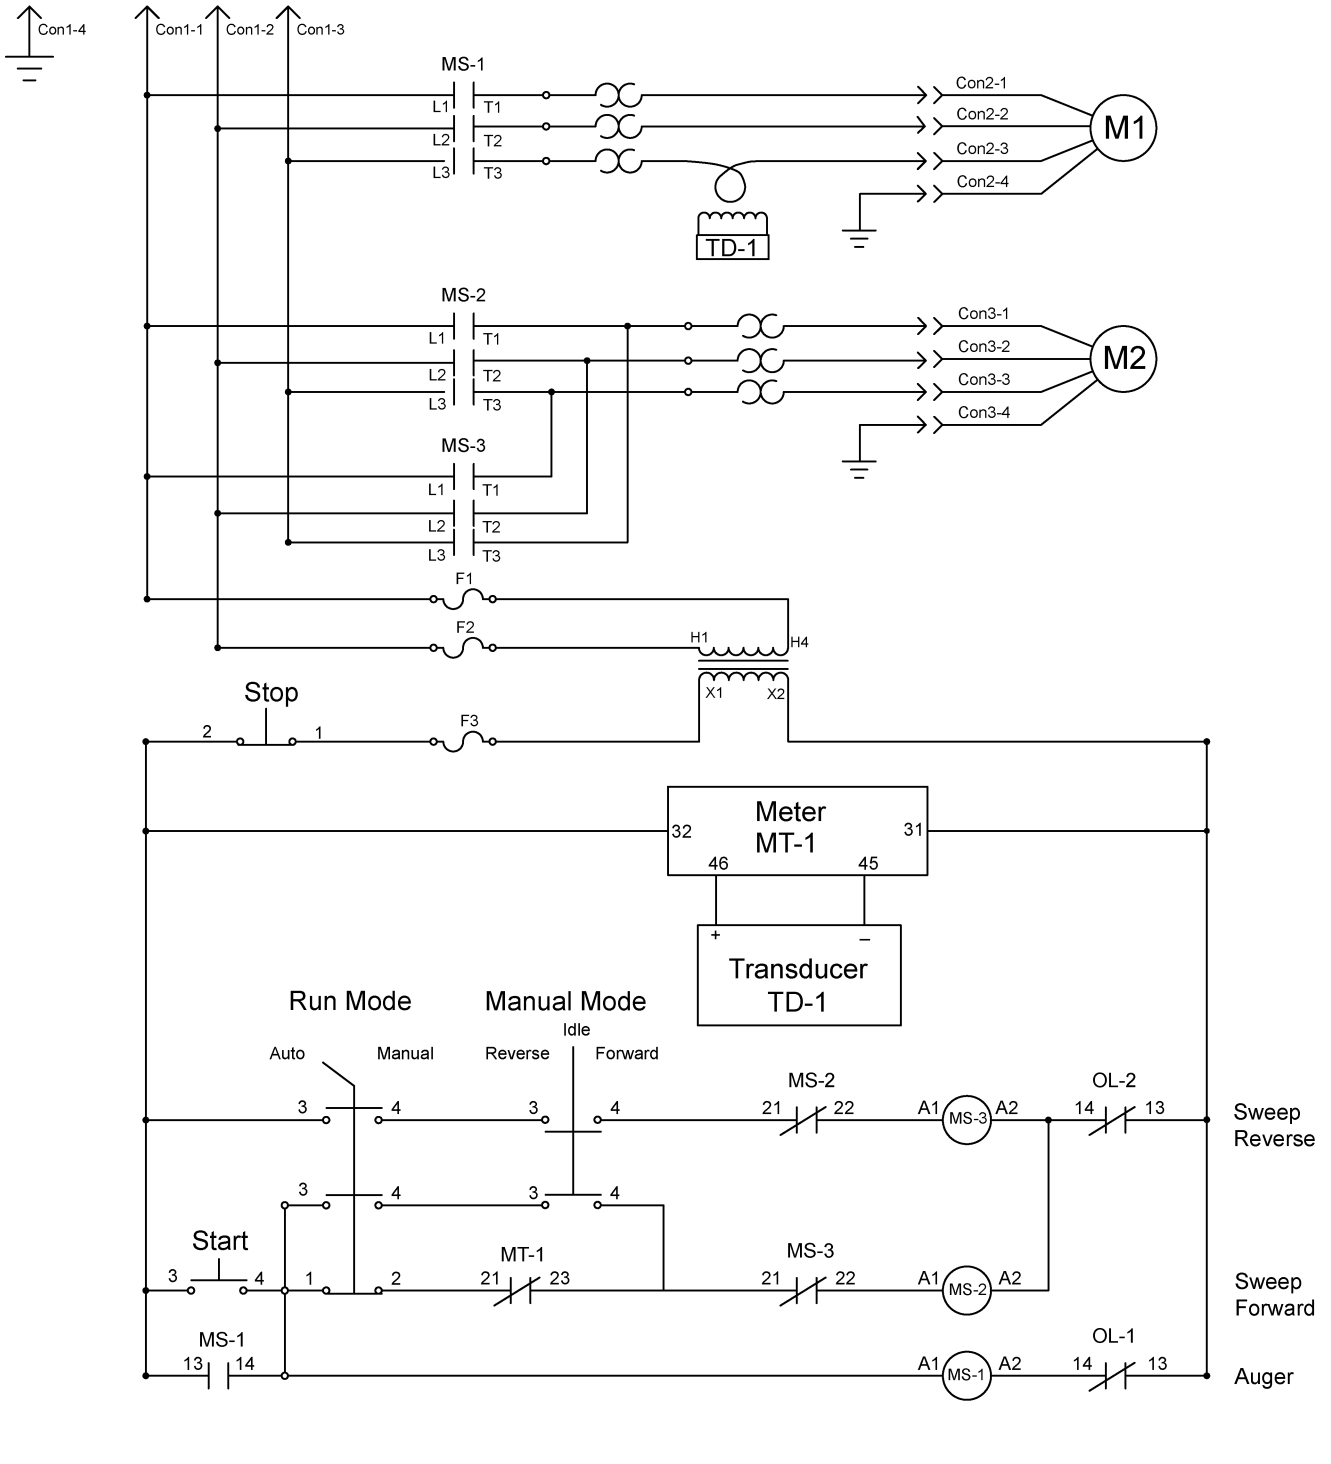 Con1-4 Con1-1 Con1-2 Con1-3
MS-1
Con2-1
L1 T1
Con2-2
M1
L2 T2
Con2-3
L3 T3
Con2-4
TD-1
MS-2
Con3-1
L1 T1
Con3-2
M2
L2 T2
Con3-3
L3 T3
Con3-4
MS-3
L1 T1
L2 T2
L3 T3
F1
F2
H1 H4
X1 X2
Stop
2 1
F3
Meter
MT-1
32 31
46 45
+ –
Transducer
TD-1
Run Mode
Manual Mode
Idle
Auto Manual
Reverse Forward
MS-2
OL-2
3 4 3 4 21 22 A1 MS-3 A2 14 13
Sweep
Reverse
3 4 3 4
Start
MT-1
MS-3
3 4 1 2 21 23 21 22 A1 MS-2 A2
Sweep
Forward
MS-1
OL-1
13 14 A1 MS-1 A2 14 13
Auger